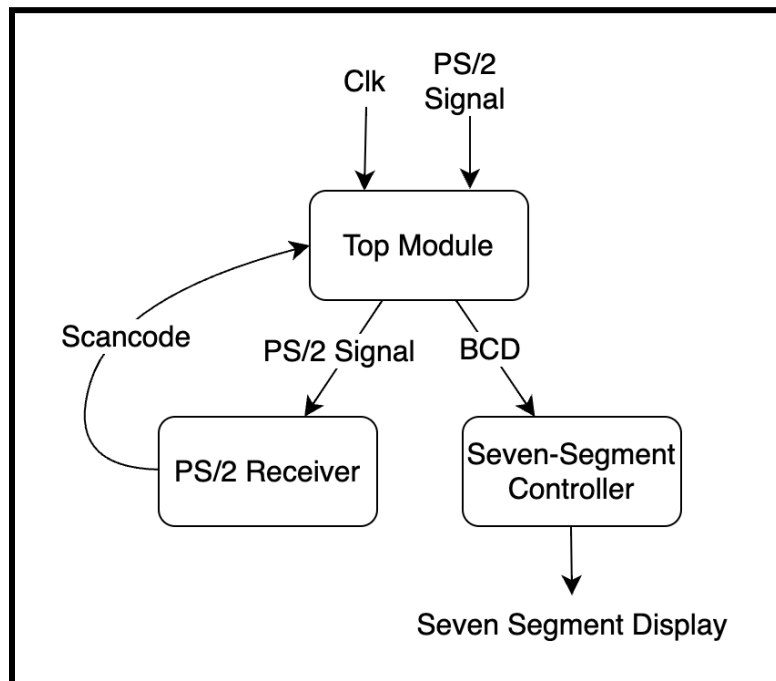 Clk
PS/2
Signal
Top Module
Scancode
PS/2 Signal
BCD
PS/2 Receiver
Seven-Segment
Controller
Seven Segment Display